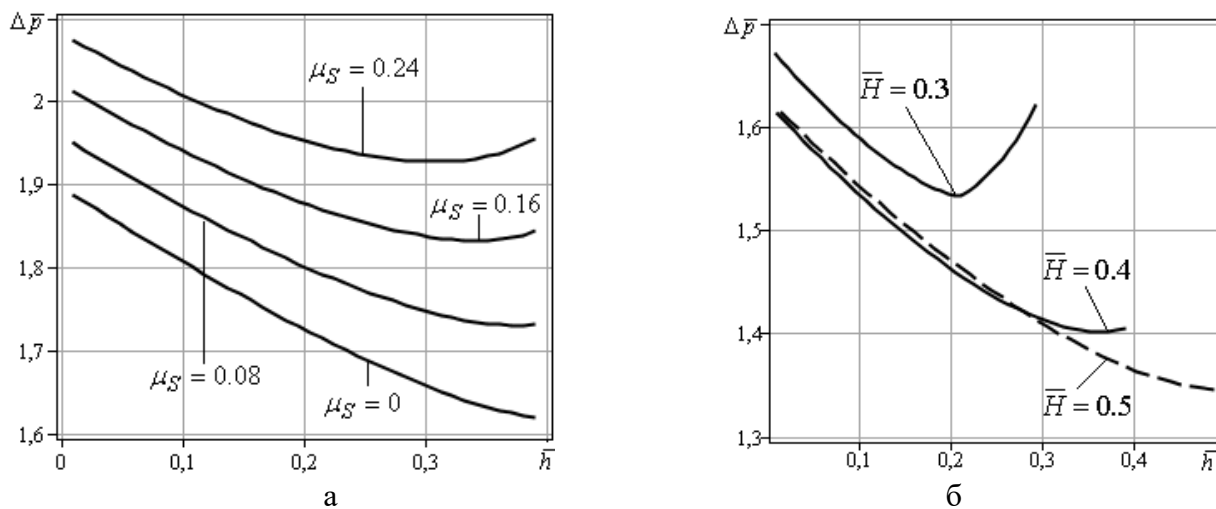 Δp̅
2
1,9
1,8
1,7
1,6
0
0,1
0,2
0,3
h̅
μS = 0.24
μS = 0.16
μS = 0.08
μS = 0
а
Δp̅
1,6
1,5
1,4
1,3
0,1
0,2
0,3
0,4
h̅
H̅ = 0.3
H̅ = 0.4
H̅ = 0.5
б